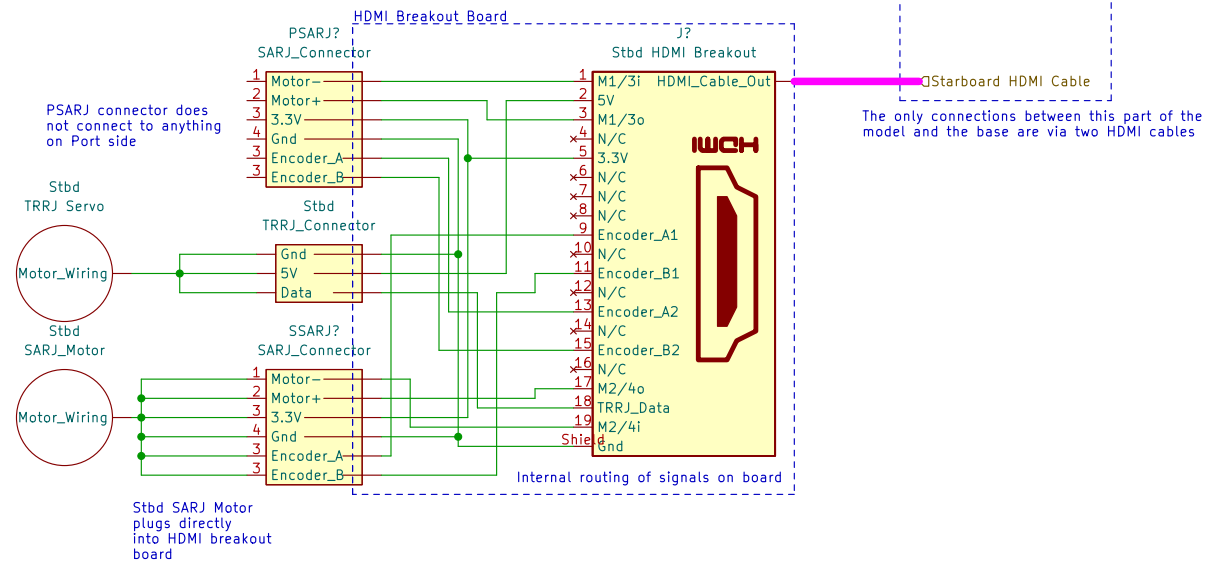 HDMI Breakout Board
PSARJ?
SARJ_Connector
1 Motor-
2 Motor+
3 3.3V
4 Gnd
3 Encoder_A
3 Encoder_B
PSARJ connector does
not connect to anything
on Port side
Stbd
TRRJ Servo
Motor_Wiring
Stbd
TRRJ_Connector
Gnd
5V
Data
Stbd
SARJ_Motor
Motor_Wiring
SSARJ?
SARJ_Connector
1 Motor-
2 Motor+
3 3.3V
4 Gnd
3 Encoder_A
3 Encoder_B
Stbd SARJ Motor
plugs directly
into HDMI breakout
board
J?
Stbd HDMI Breakout
1 M1/3i HDMI_Cable_Out
2 5V
3 M1/3o
4 N/C
5 3.3V
6 N/C
7 N/C
8 N/C
9 Encoder_A1
10 N/C
11 Encoder_B1
12 N/C
13 Encoder_A2
14 N/C
15 Encoder_B2
16 N/C
17 M2/4o
18 TRRJ_Data
19 M2/4i
Shield Gnd
HDMI
Internal routing of signals on board
Starboard HDMI Cable
The only connections between this part of the
model and the base are via two HDMI cables